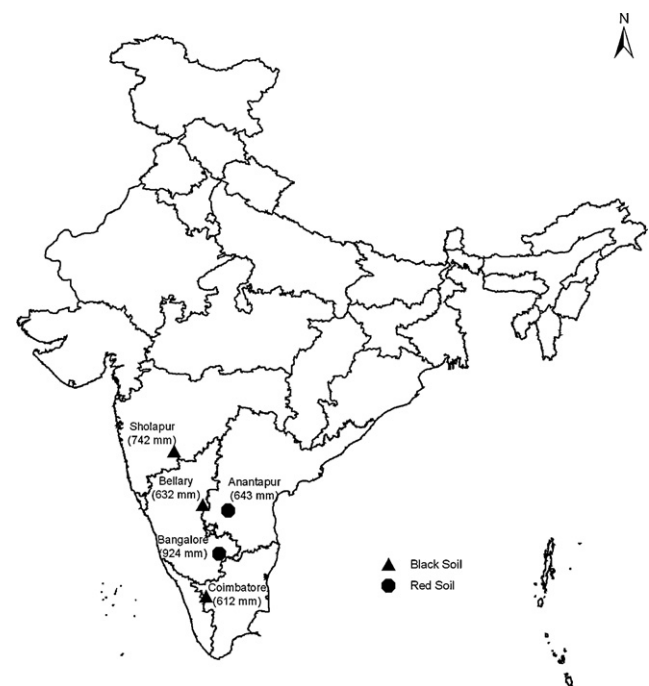 N
Sholapur
(742 mm)
Bellary
(632 mm)
Anantapur
(643 mm)
Bangalore
(924 mm)
Coimbatore
(612 mm)
Black Soil
Red Soil